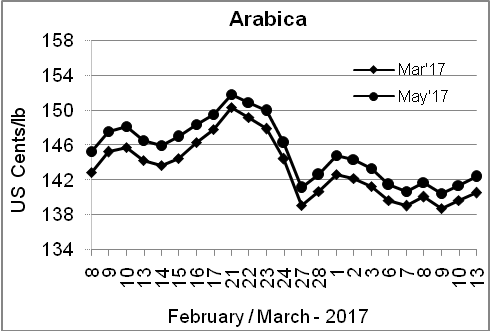 Arabica
158
154
150
146
142
138
134
US Cents/lb
Mar'17
May'17
8 9 10 13 14 15 16 17 21 22 23 24 27 28 1 2 3 6 7 8 9 10 13
February / March - 2017